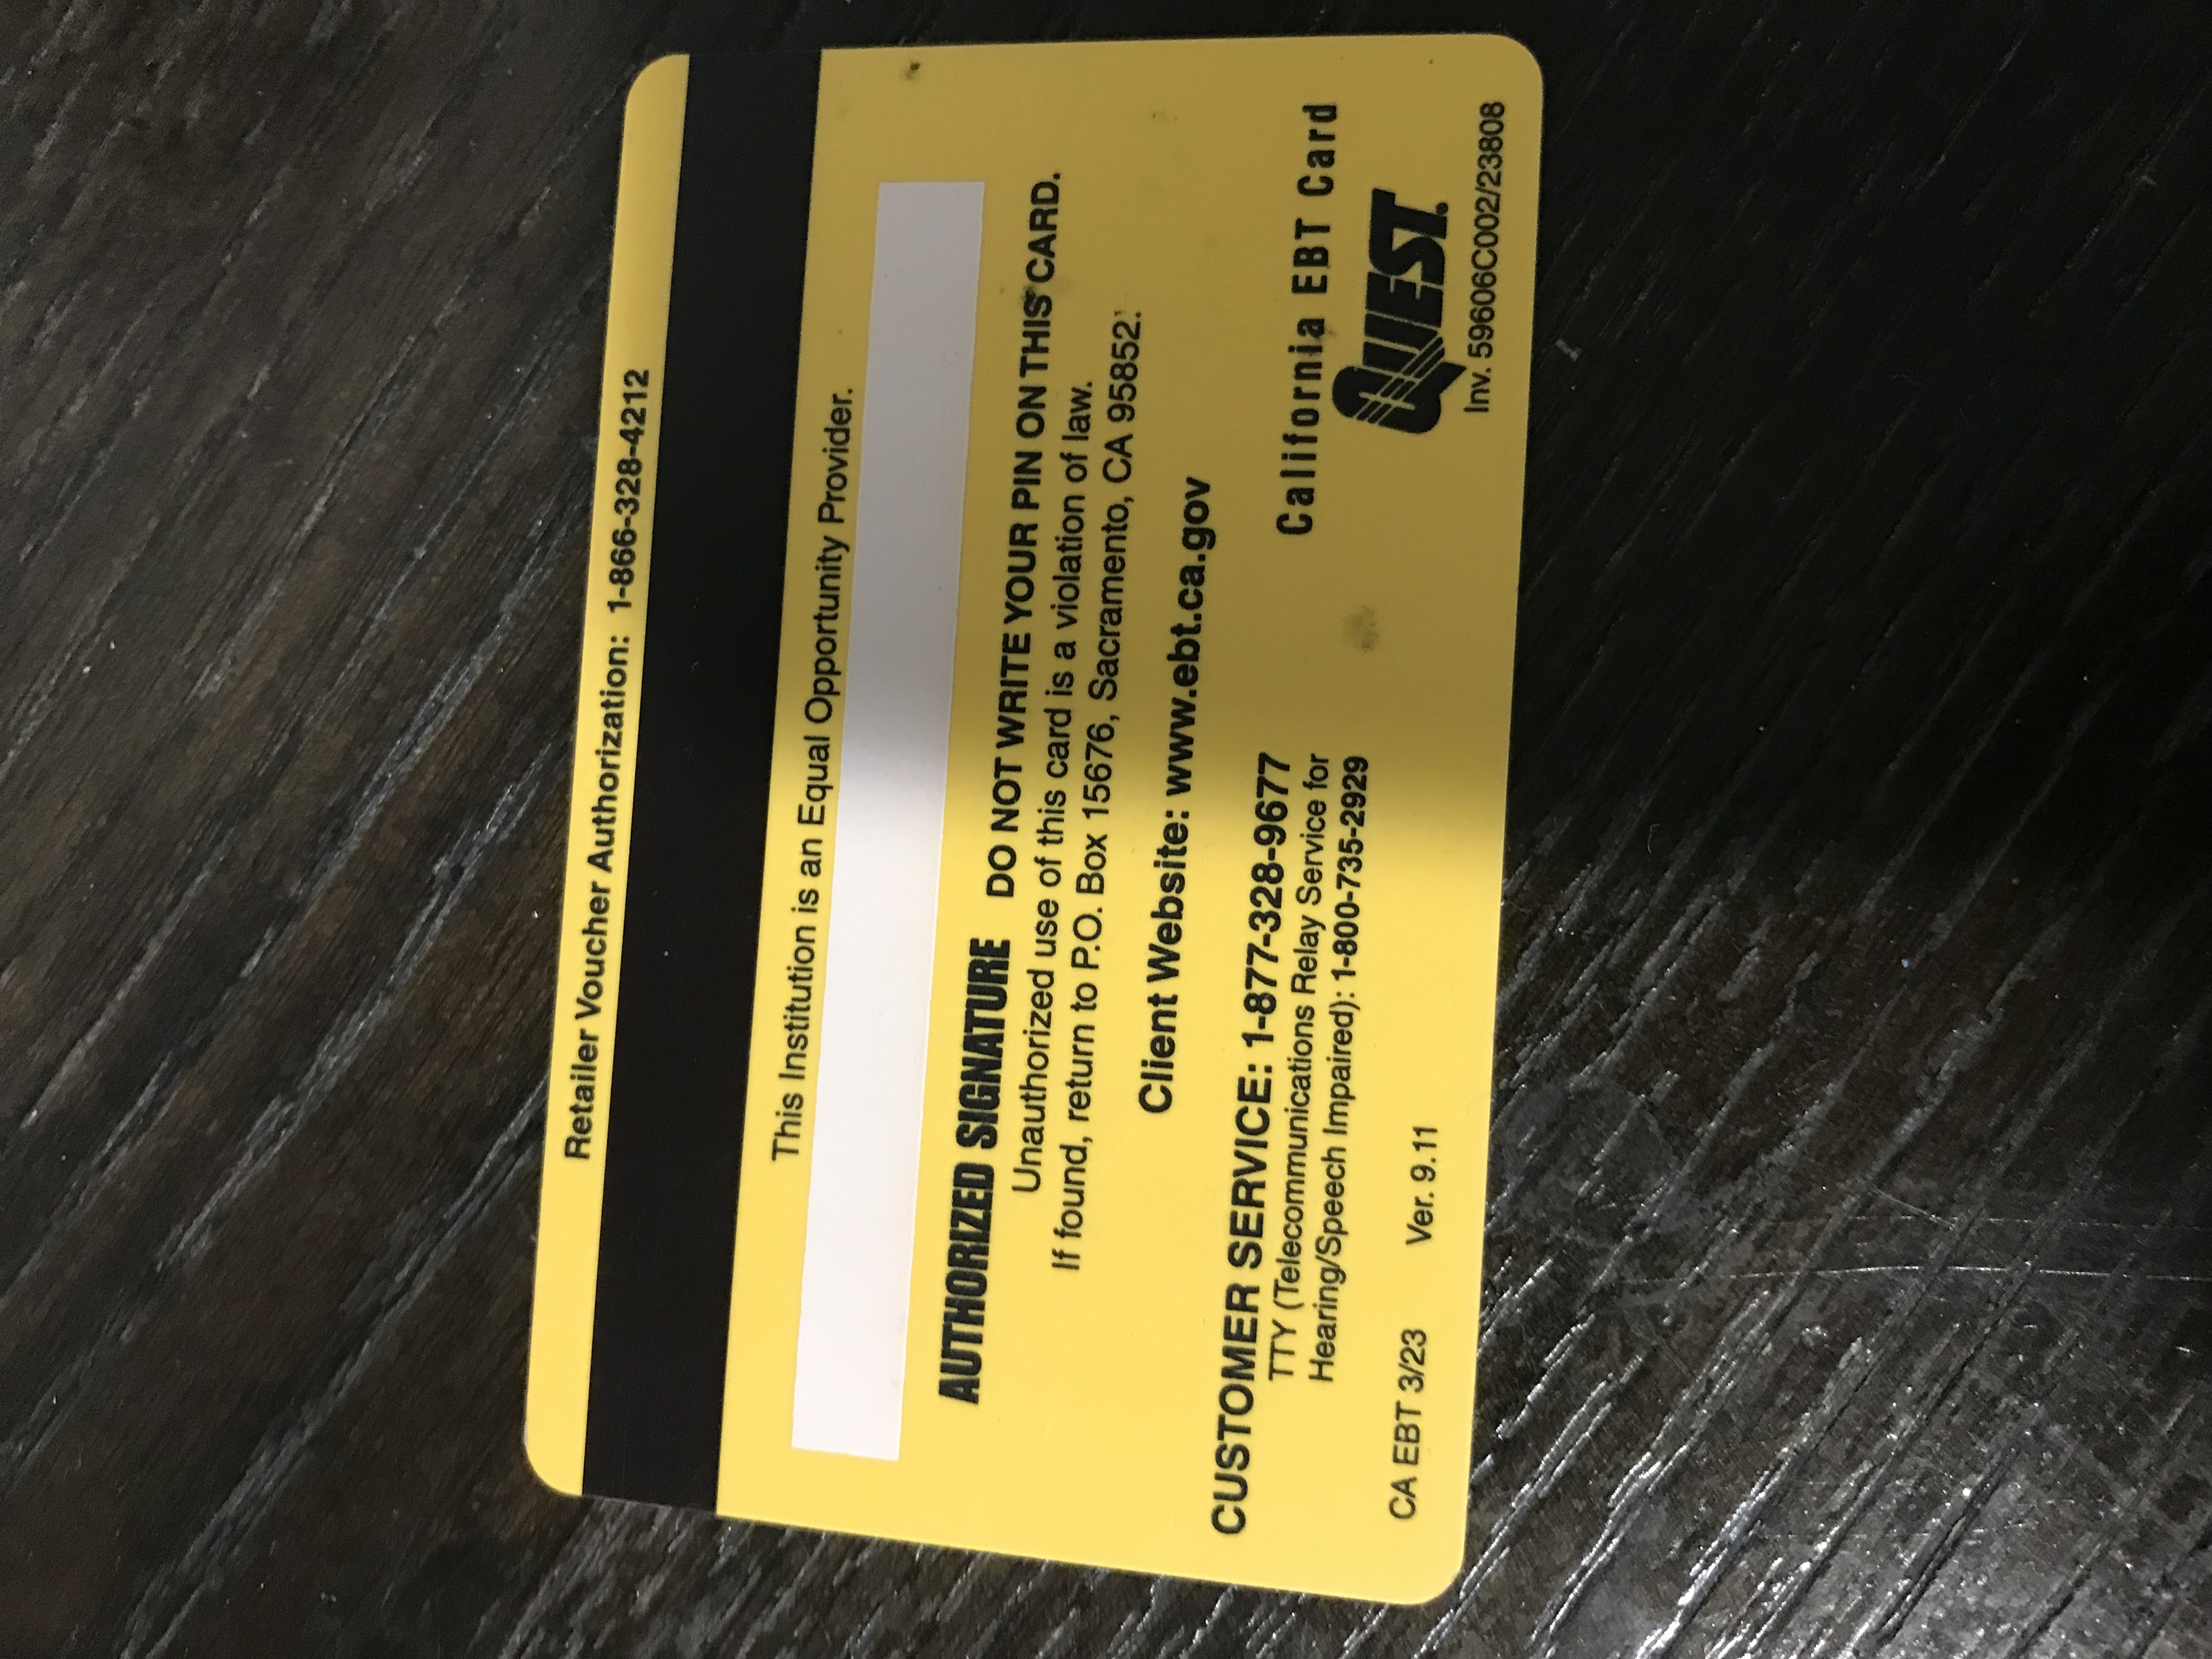 Retailer Voucher Authorization: 1-866-328-4212
This Institution is an Equal Opportunity Provider.
AUTHORIZED SIGNATURE DO NOT WRITE YOUR PIN ON THIS CARD.
Unauthorized use of this card is a violation of law.
If found, return to P.O. Box 15676, Sacramento, CA 95852.
Client Website: www.ebt.ca.gov
CUSTOMER SERVICE: 1-877-328-9677
TTY (Telecommunications Relay Service for
Hearing/Speech Impaired): 1-800-735-2929
California EBT Card
QUEST.
CA EBT 3/23 Ver. 9.11
Inv. 59606C002/23808